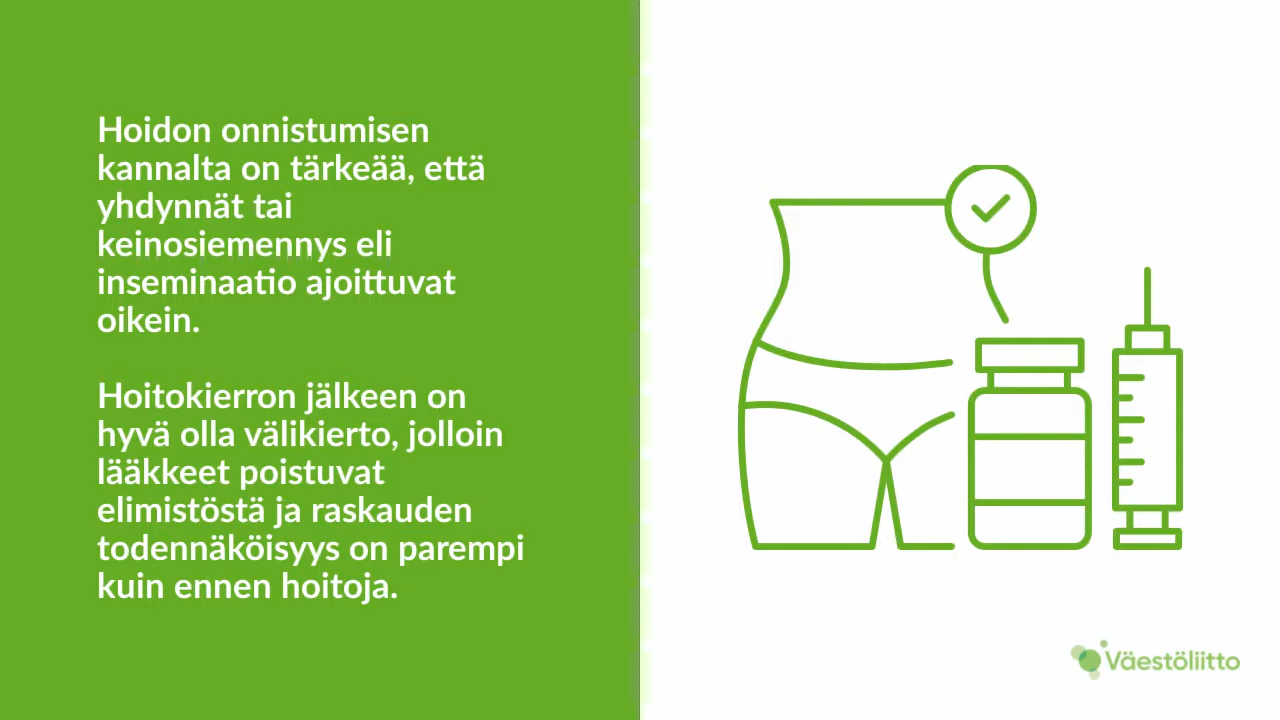 Hoidon onnistumisen
kannalta on tärkeää, että
yhdynnät tai
keinosiemennys eli
inseminaatio ajoittuvat
oikein.
Hoitokierron jälkeen on
hyvä olla välikierto, jolloin
lääkkeet poistuvat
elimistöstä ja raskauden
todennäköisyys on parempi
kuin ennen hoitoja.
Väestöliitto